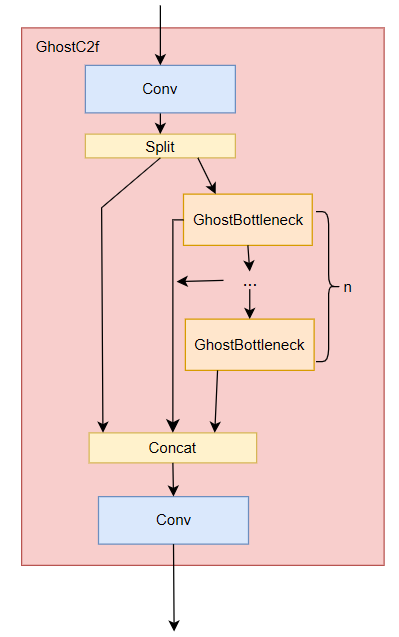 GhostC2f
Conv
Split
GhostBottleneck
...
n
GhostBottleneck
Concat
Conv